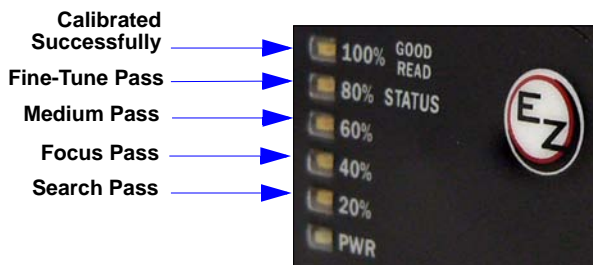 Calibrated
Successfully
Fine-Tune Pass
Medium Pass
Focus Pass
Search Pass
100% GOOD
READ
80% STATUS
60%
40%
20%
PWR
EZ